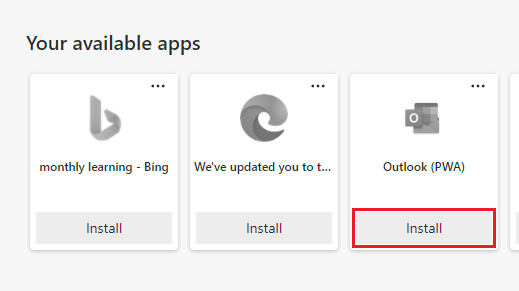 Your available apps
...
monthly learning - Bing
Install
...
We've updated you to t...
Install
...
O
Outlook (PWA)
Install